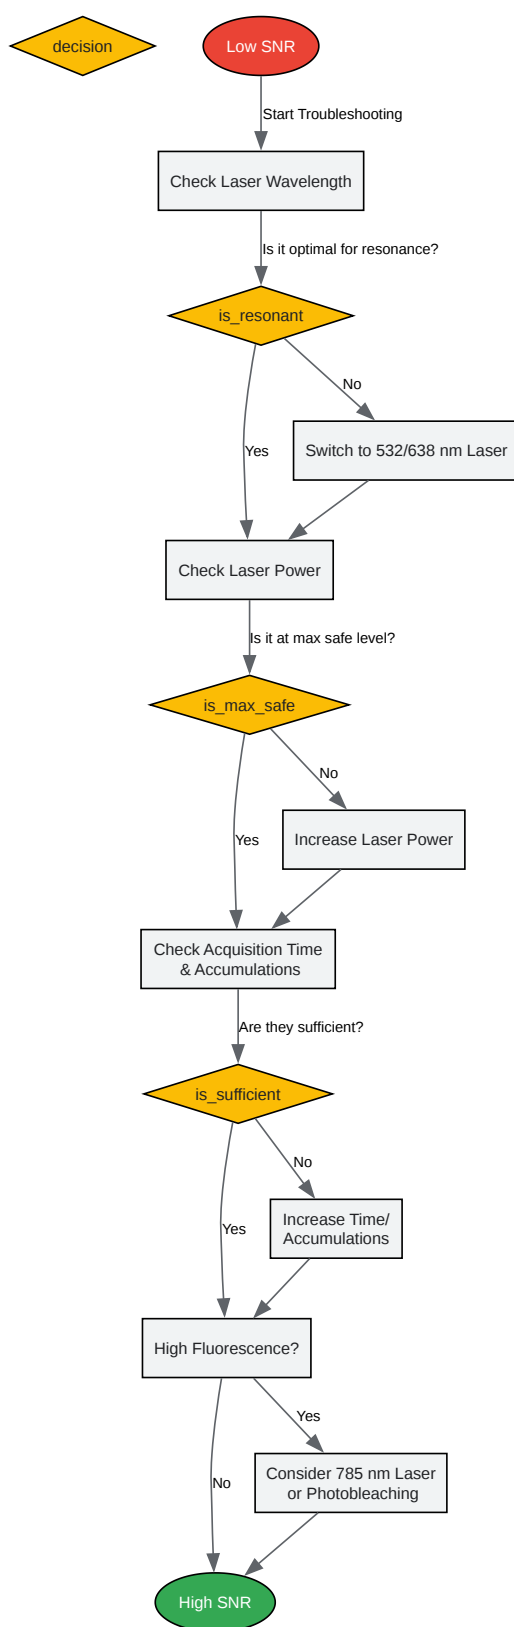 decision
Low SNR
Start Troubleshooting
Check Laser Wavelength
Is it optimal for resonance?
is_resonant
No
Yes
Switch to 532/638 nm Laser
Check Laser Power
Is it at max safe level?
is_max_safe
No
Yes
Increase Laser Power
Check Acquisition Time
& Accumulations
Are they sufficient?
is_sufficient
No
Yes
Increase Time/
Accumulations
High Fluorescence?
Yes
No
Consider 785 nm Laser
or Photobleaching
High SNR